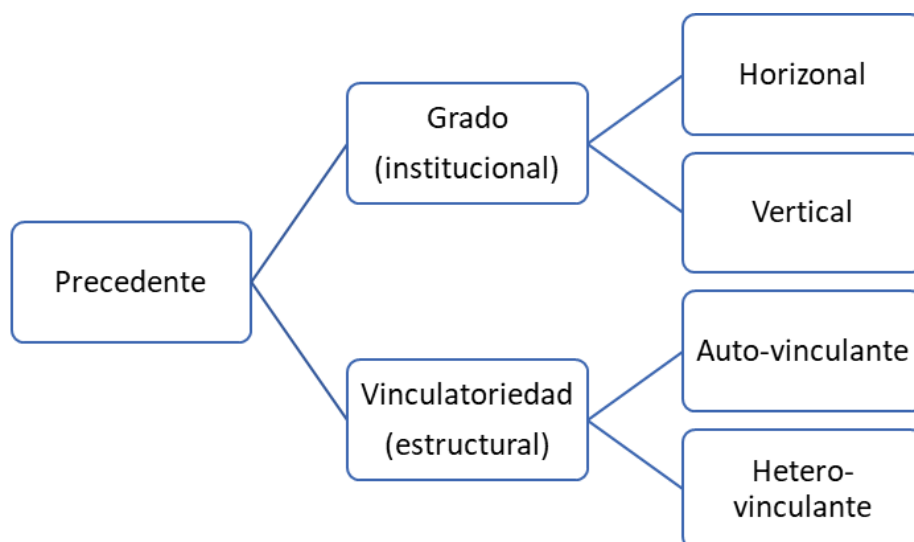 Precedente
Grado
(institucional)
Horizonal
Vertical
Vinculatoriedad
(estructural)
Auto-vinculante
Hetero-
vinculante